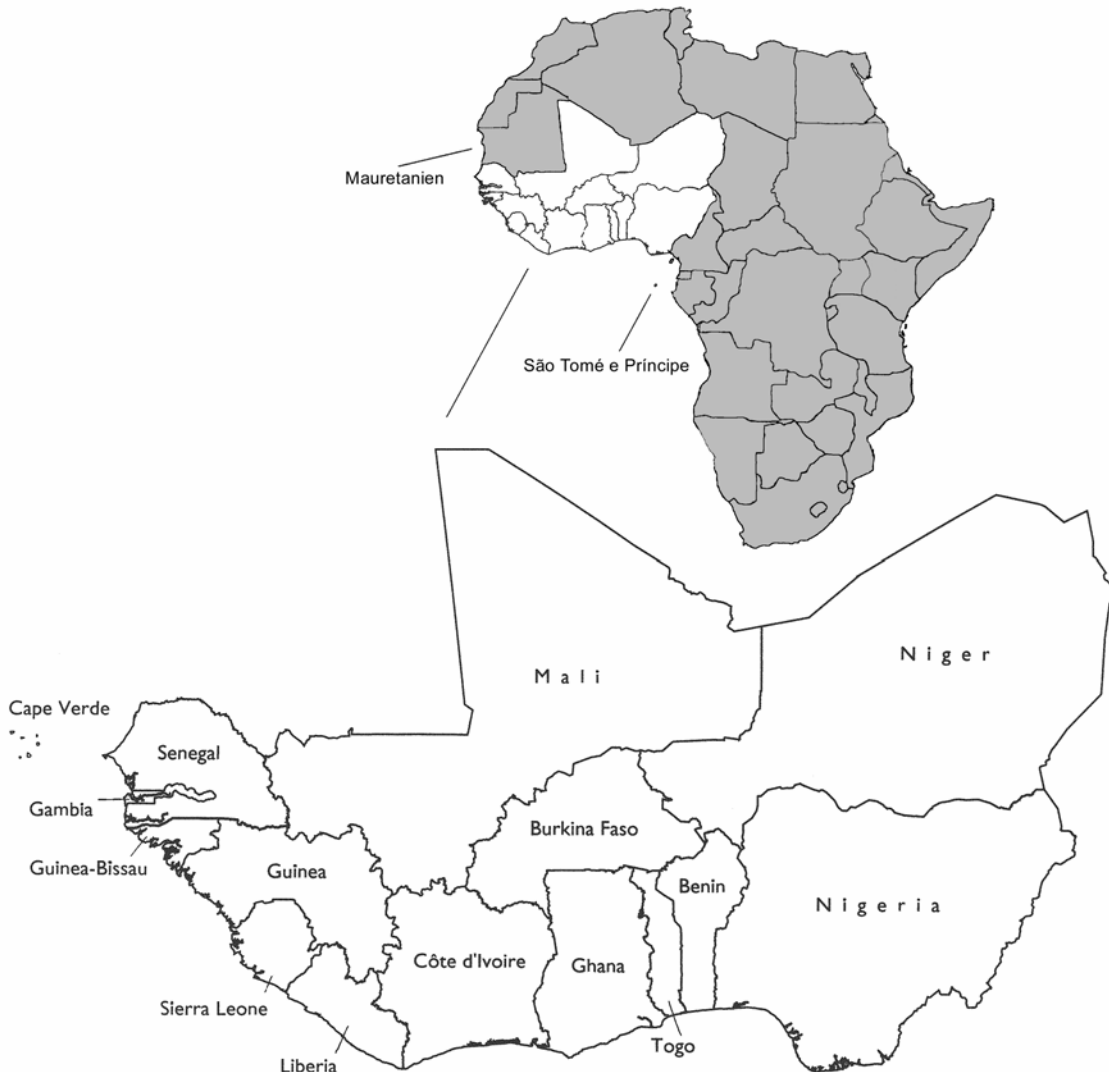 Mauretanien
São Tomé e Príncipe
Mali
Niger
Cape Verde
Senegal
Gambia
Burkina Faso
Guinea-Bissau
Guinea
Benin
Nigeria
Côte d'Ivoire
Ghana
Sierra Leone
Togo
Liberia